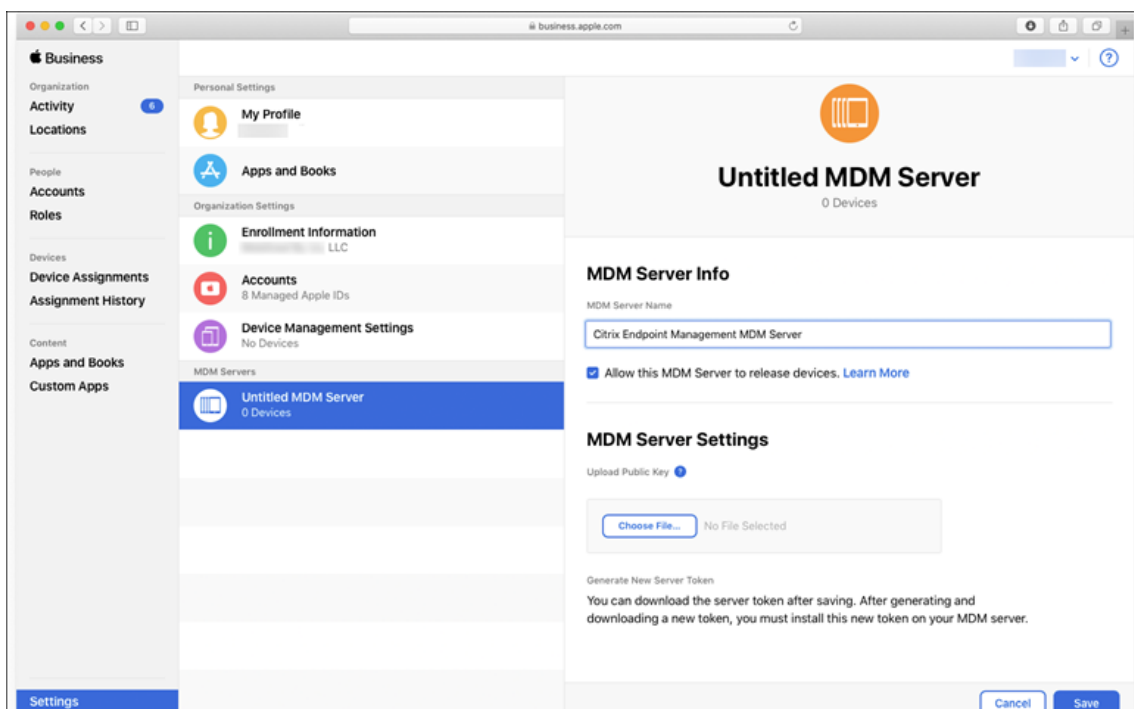 business.apple.com
Business
Organization
Activity
6
Locations
People
Accounts
Roles
Devices
Device Assignments
Assignment History
Content
Apps and Books
Custom Apps
Settings
Personal Settings
My Profile
Apps and Books
Organization Settings
Enrollment Information
LLC
Accounts
8 Managed Apple IDs
Device Management Settings
No Devices
MDM Servers
Untitled MDM Server
0 Devices
?
Untitled MDM Server
0 Devices
MDM Server Info
MDM Server Name
Citrix Endpoint Management MDM Server
Allow this MDM Server to release devices. Learn More
MDM Server Settings
Upload Public Key ?
Choose File... No File Selected
Generate New Server Token
You can download the server token after saving. After generating and
downloading a new token, you must install this new token on your MDM server.
Cancel Save